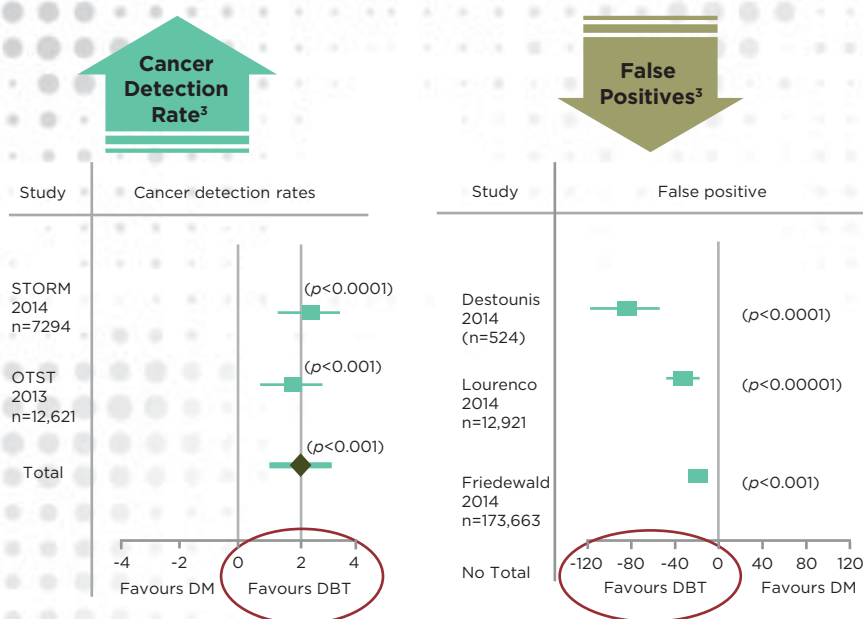 Cancer
Detection
Rate³
Study Cancer detection rates
STORM
2014
n=7294
(p<0.0001)
OTST
2013
n=12,621
(p<0.001)
Total
(p<0.001)
-4 -2 0 2 4
Favours DM Favours DBT
False
Positives³
Study False positive
Destounis
2014
(n=524)
(p<0.0001)
Lourenco
2014
n=12,921
(p<0.00001)
Friedewald
2014
n=173,663
(p<0.001)
No Total
-120 -80 -40 0 40 80 120
Favours DBT Favours DM